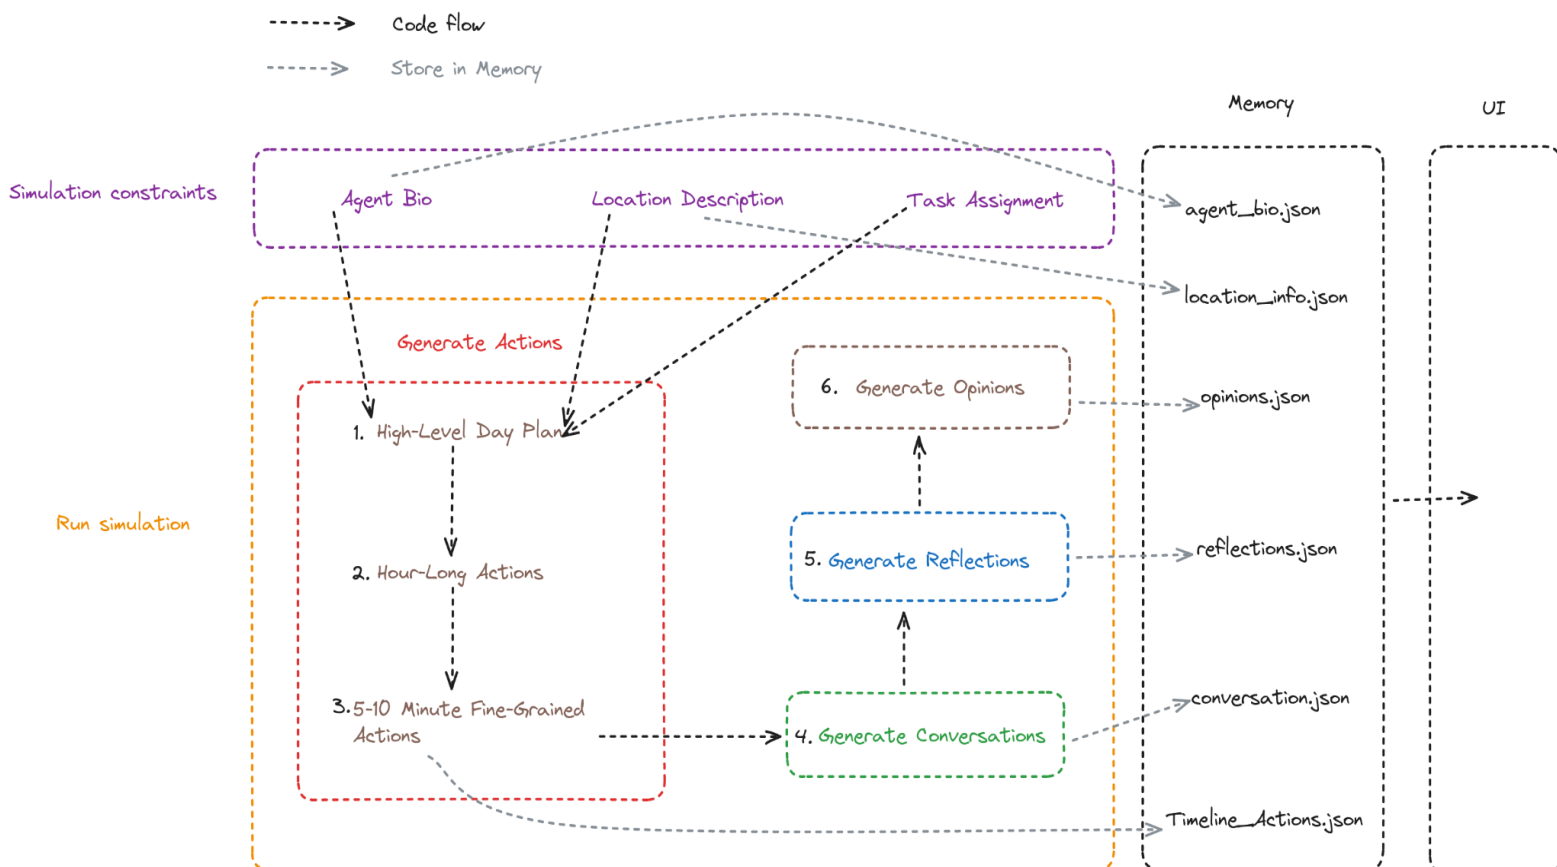 Code flow
Store in Memory
Memory
UI
Simulation constraints
Agent Bio
Location Description
Task Assignment
agent_bio.json
location_info.json
Generate Actions
6. Generate Opinions
opinions.json
1. High-Level Day Plan
Run simulation
5. Generate Reflections
reflections.json
2. Hour-Long Actions
3. 5-10 Minute Fine-Grained
Actions
4. Generate Conversations
conversation.json
Timeline_Actions.json